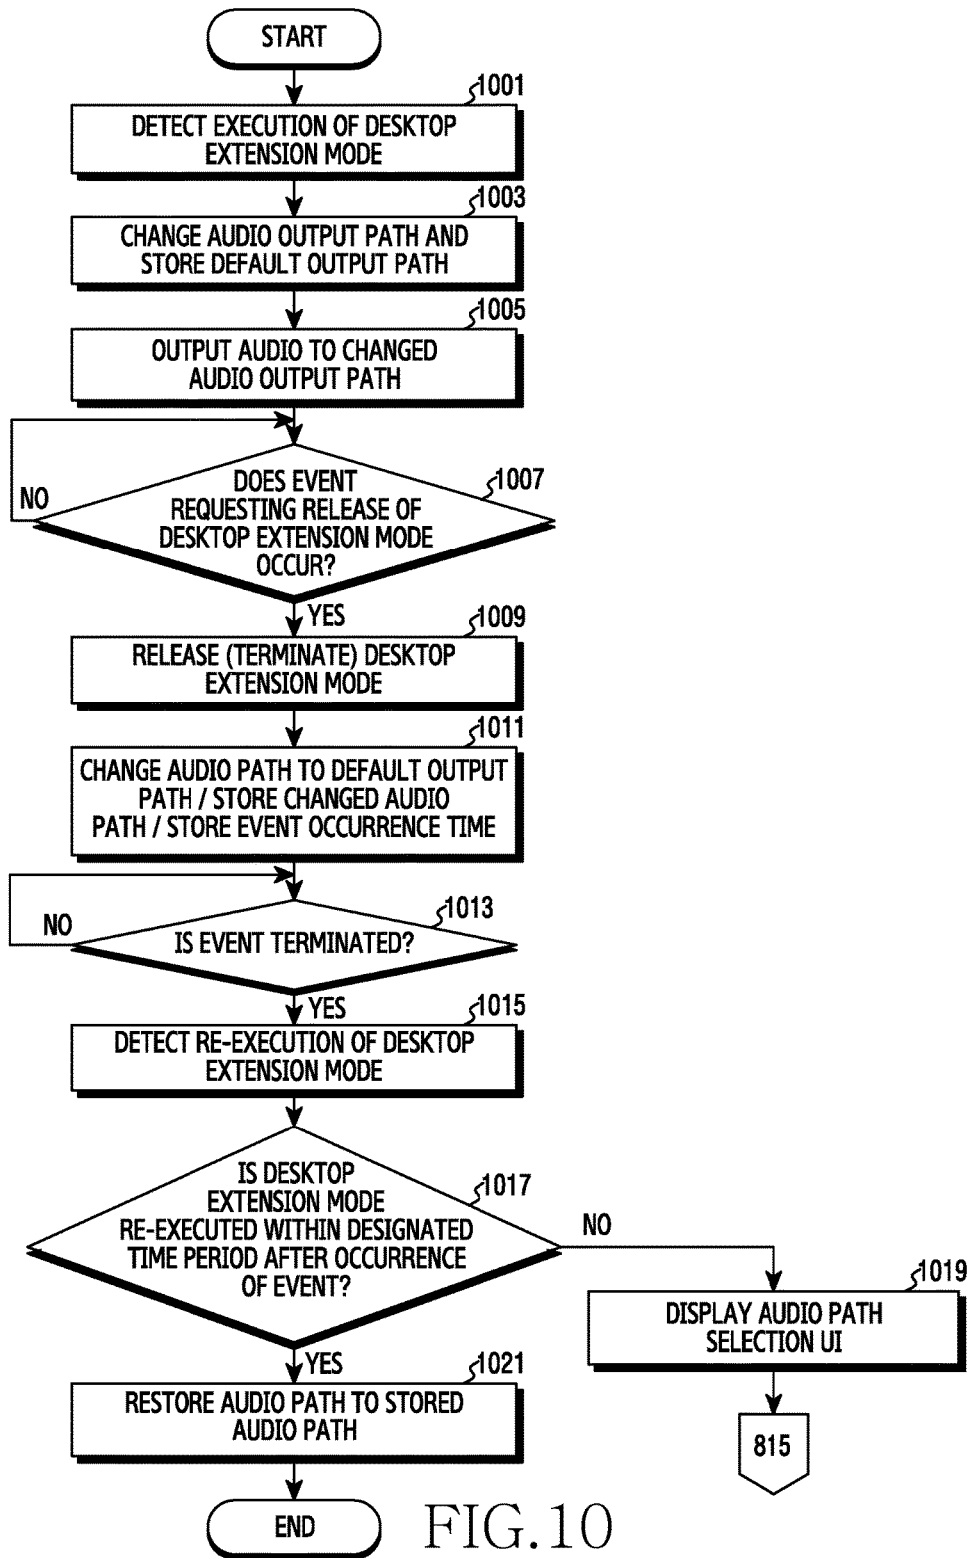 START
1001
DETECT EXECUTION OF DESKTOP
EXTENSION MODE
1003
CHANGE AUDIO OUTPUT PATH AND
STORE DEFAULT OUTPUT PATH
1005
OUTPUT AUDIO TO CHANGED
AUDIO OUTPUT PATH
1007
DOES EVENT
REQUESTING RELEASE OF
DESKTOP EXTENSION MODE
OCCUR?
NO
YES
1009
RELEASE (TERMINATE) DESKTOP
EXTENSION MODE
1011
CHANGE AUDIO PATH TO DEFAULT OUTPUT
PATH / STORE CHANGED AUDIO
PATH / STORE EVENT OCCURRENCE TIME
1013
NO
IS EVENT TERMINATED?
YES
1015
DETECT RE-EXECUTION OF DESKTOP
EXTENSION MODE
1017
IS DESKTOP
EXTENSION MODE
RE-EXECUTED WITHIN DESIGNATED
TIME PERIOD AFTER OCCURRENCE
OF EVENT?
NO
1019
DISPLAY AUDIO PATH
SELECTION UI
815
YES
1021
RESTORE AUDIO PATH TO STORED
AUDIO PATH
END
FIG.10